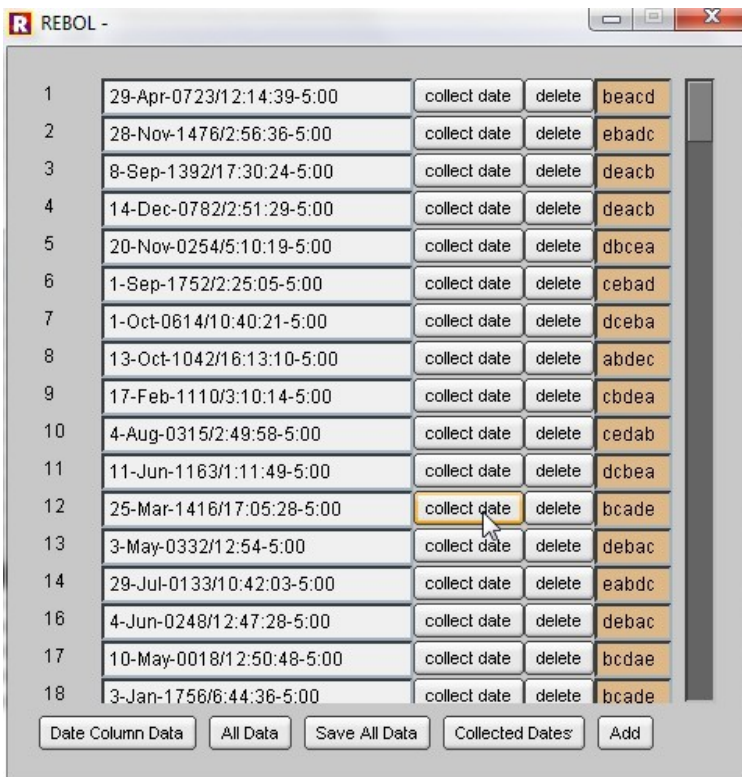 R REBOL -
X
1 29-Apr-0723/12:14:39-5:00 collect date delete beacd
2 28-Nov-1476/2:56:36-5:00 collect date delete ebadc
3 8-Sep-1392/17:30:24-5:00 collect date delete deacb
4 14-Dec-0782/2:51:29-5:00 collect date delete deacb
5 20-Nov-0254/5:10:19-5:00 collect date delete dbcea
6 1-Sep-1752/2:25:05-5:00 collect date delete cebad
7 1-Oct-0614/10:40:21-5:00 collect date delete dceba
8 13-Oct-1042/16:13:10-5:00 collect date delete abdec
9 17-Feb-1110/3:10:14-5:00 collect date delete cbdea
10 4-Aug-0315/2:49:58-5:00 collect date delete cedab
11 11-Jun-1163/1:11:49-5:00 collect date delete dcbea
12 25-Mar-1416/17:05:28-5:00 collect date delete bcade
13 3-May-0332/12:54-5:00 collect date delete debac
14 29-Jul-0133/10:42:03-5:00 collect date delete eabdc
16 4-Jun-0248/12:47:28-5:00 collect date delete debac
17 10-May-0018/12:50:48-5:00 collect date delete bcdae
18 3-Jan-1756/6:44:36-5:00 collect date delete bcade
Date Column Data All Data Save All Data Collected Dates Add